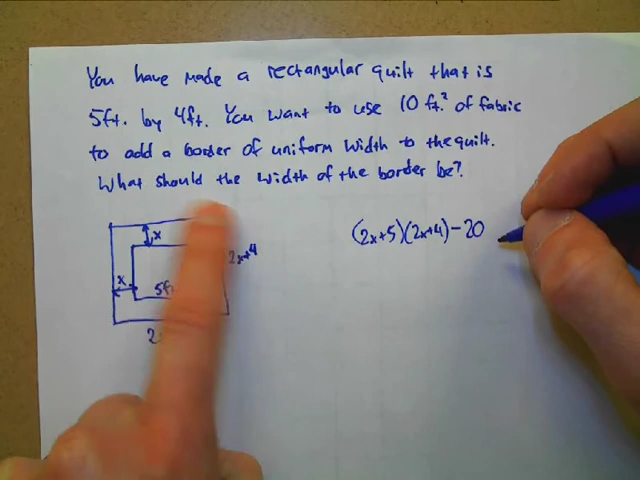 You have made a rectangular quilt that is
5ft. by 4ft. You want to use 10 ft.² of fabric
to add a border of uniform width to the quilt.
What should the width of the border be?
(2x+5)(2x+4)-20
x
2x+4
x
5f
2